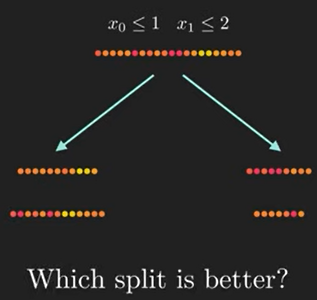 x₀ ≤ 1 x₁ ≤ 2
Which split is better?